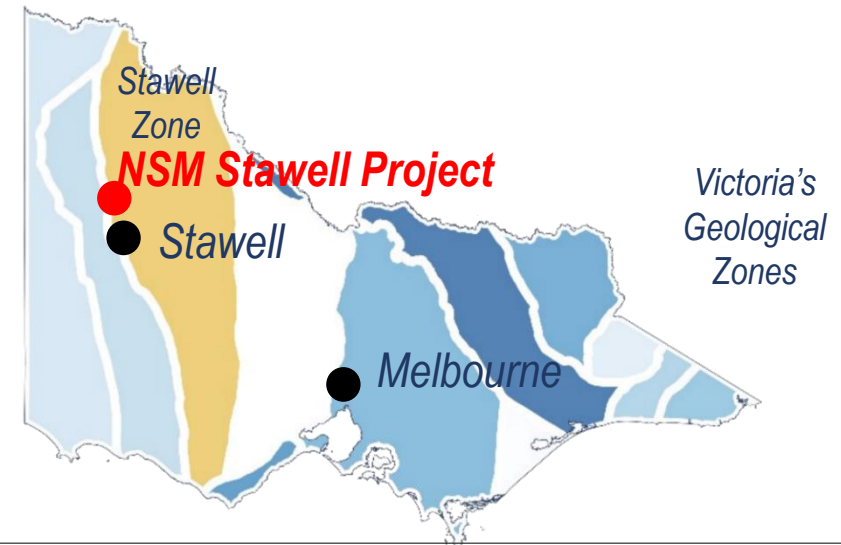 Stawell
Zone
NSM Stawell Project
Stawell
Victoria's
Geological
Zones
Melbourne